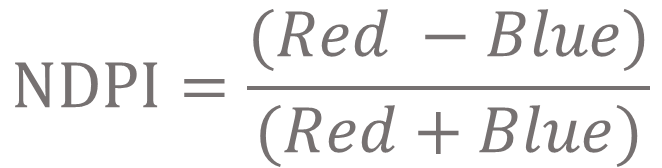 NDPI = (Red − Blue) / (Red + Blue)